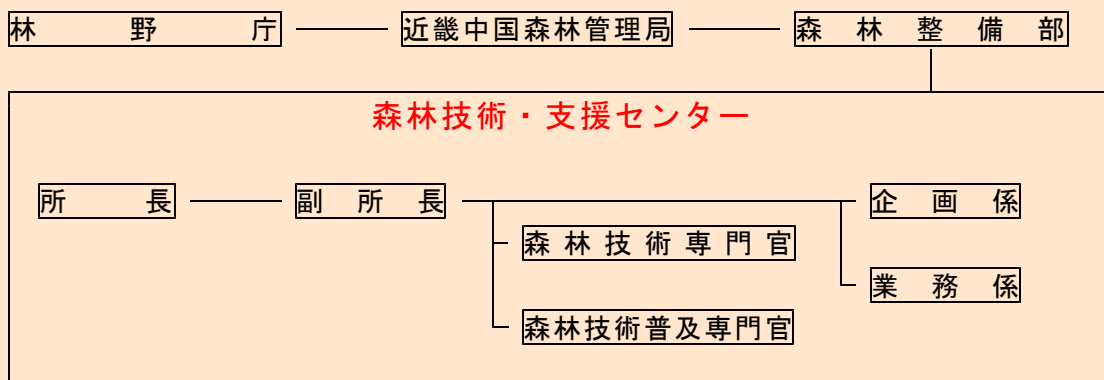 林野庁 近畿中国森林管理局 森林整備部
森林技術・支援センター
所長 副所長 企画係
森林技術専門官
業務係
森林技術普及専門官